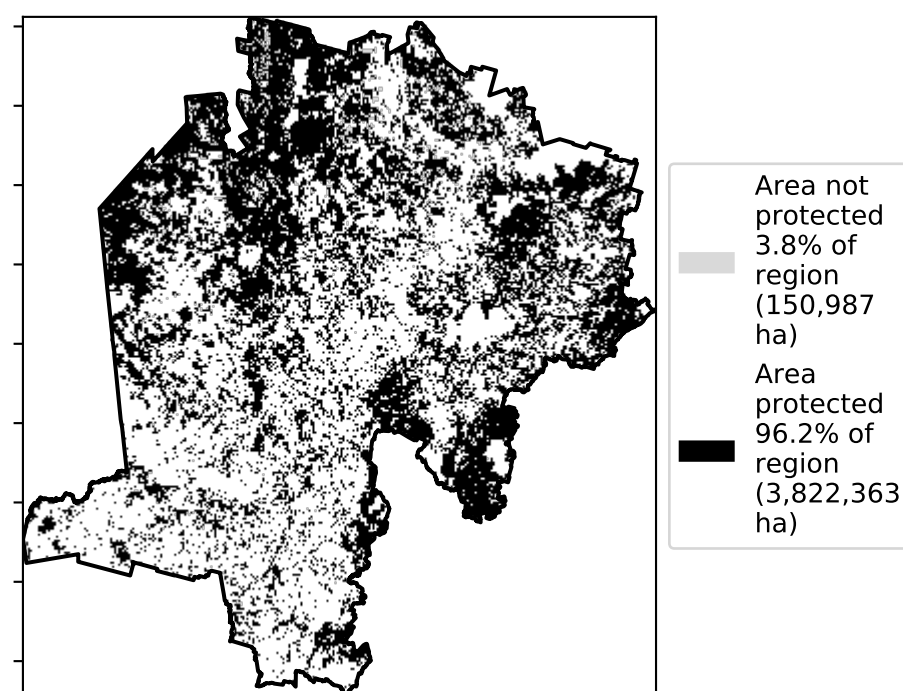 Area not
protected
3.8% of
region
(150,987
ha)
Area
protected
96.2% of
region
(3,822,363
ha)